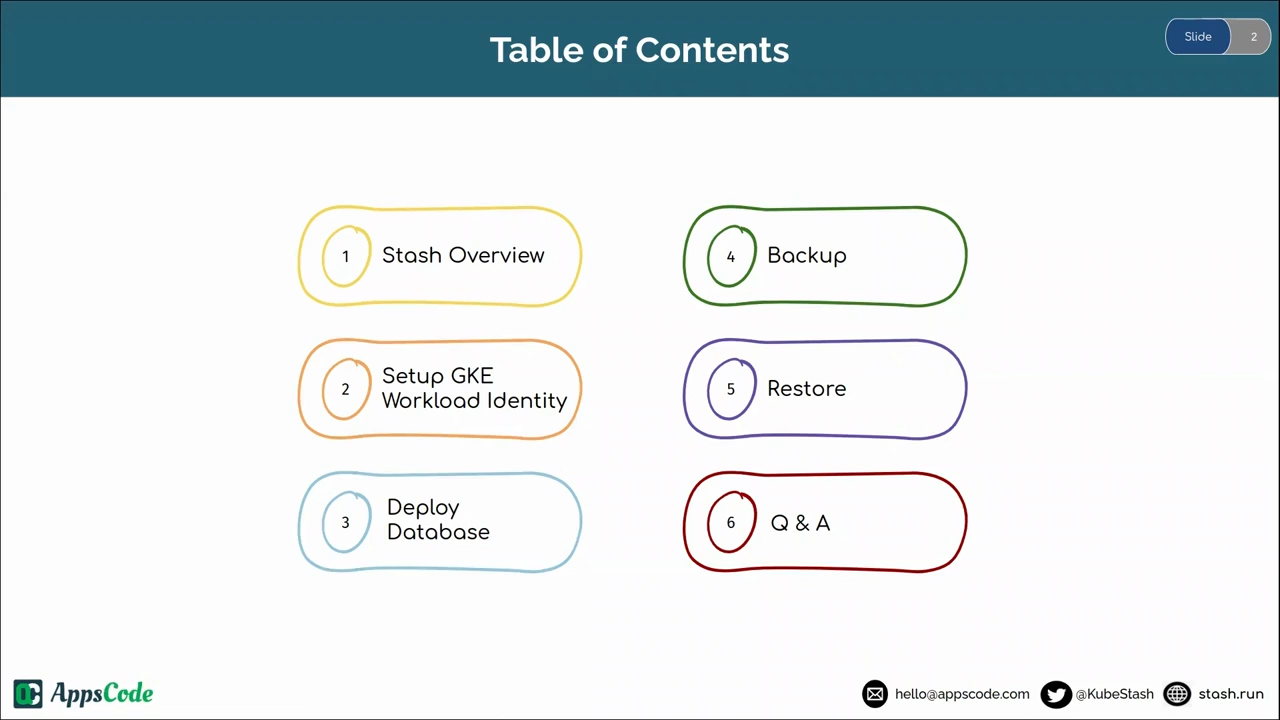 Table of Contents
Slide 2
1 Stash Overview
2 Setup GKE
Workload Identity
3 Deploy
Database
4 Backup
5 Restore
6 Q & A
AppsCode
hello@appscode.com
@KubeStash
stash.run